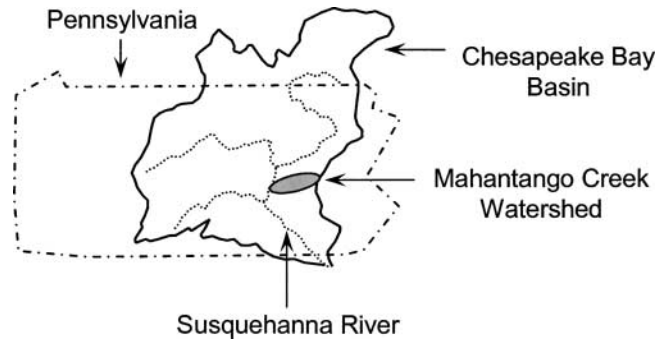 Pennsylvania
Chesapeake Bay
Basin
Mahantango Creek
Watershed
Susquehanna River